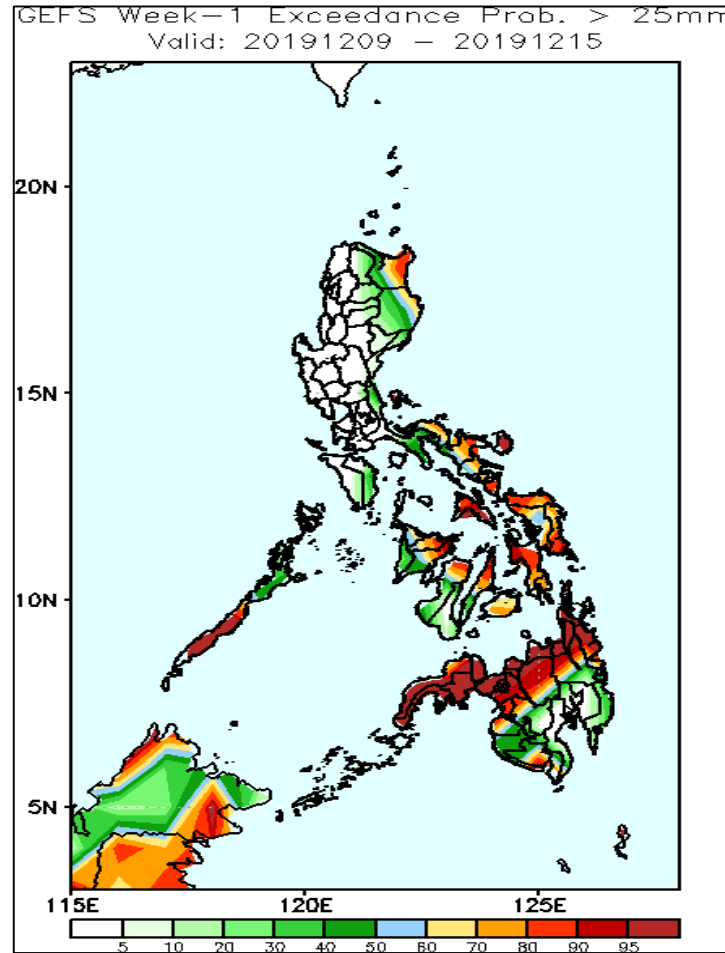 GEFS Week-1 Exceedance Prob. > 25mm
Valid: 20191209 - 20191215
20N
15N
10N
5N
115E 120E 125E
5 10 20 30 40 50 60 70 80 90 95